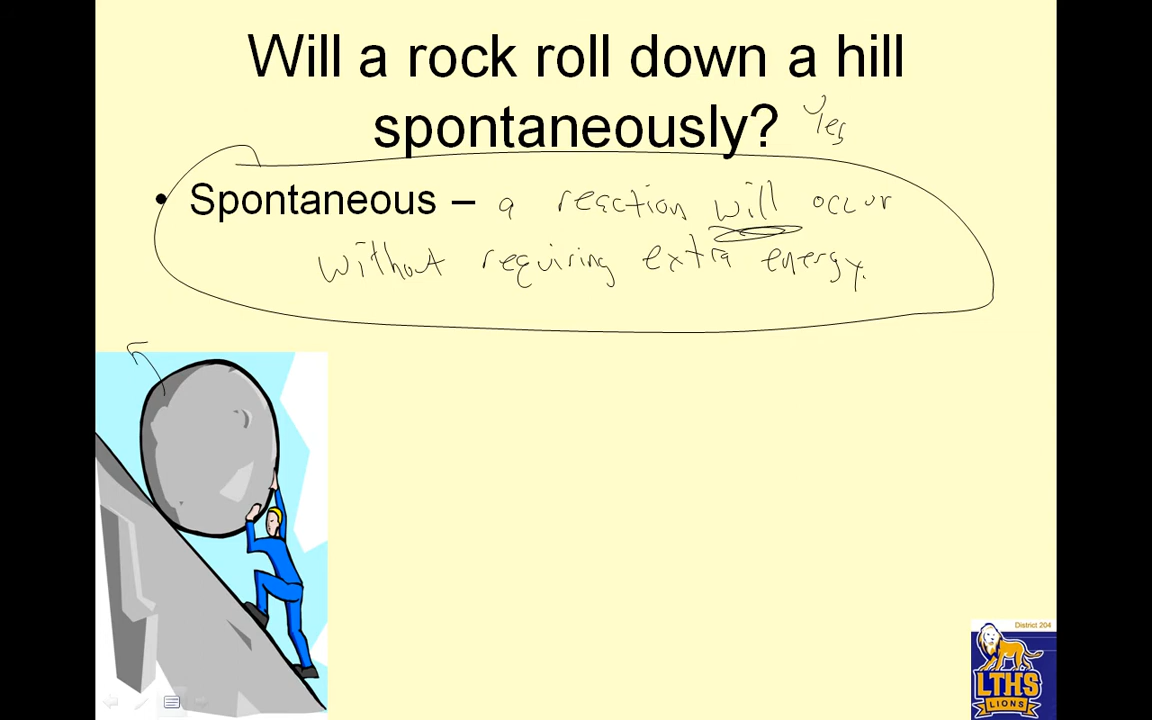 Will a rock roll down a hill
spontaneously? Yes
• Spontaneous – a reaction will occur
without requiring extra energy.
District 204
LTHS
LIONS